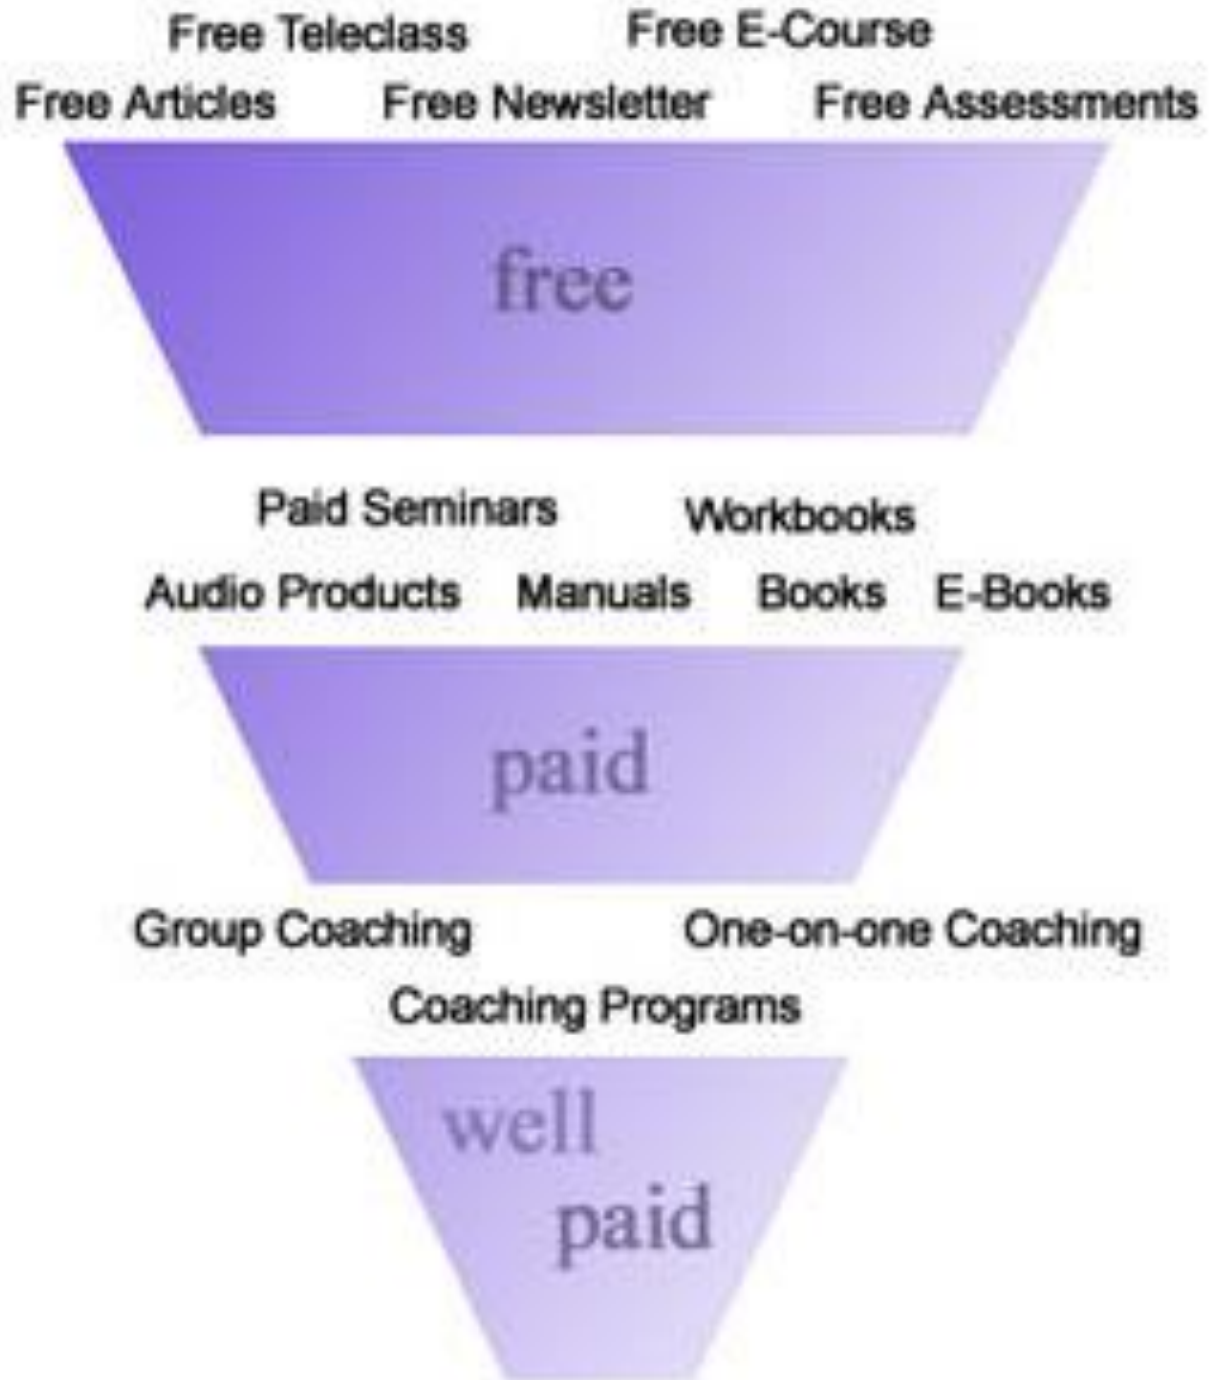 Free Teleclass Free E-Course
Free Articles Free Newsletter Free Assessments
free
Paid Seminars Workbooks
Audio Products Manuals Books E-Books
paid
Group Coaching One-on-one Coaching
Coaching Programs
well
paid